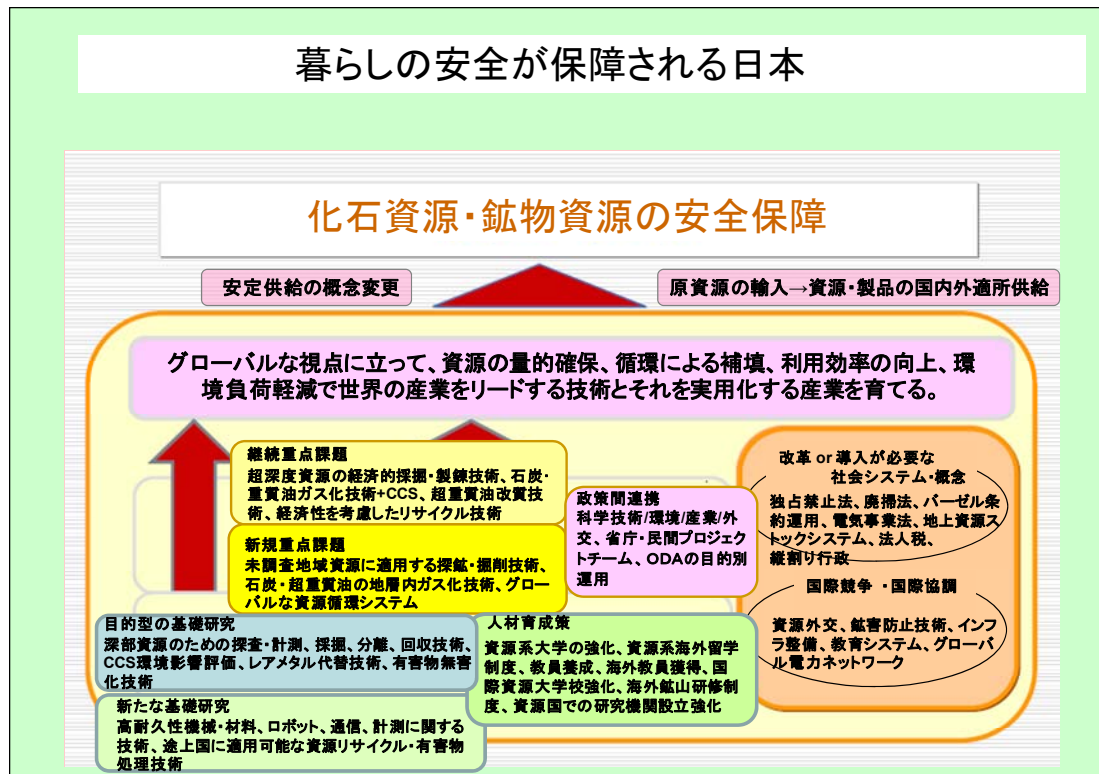 暮らしの安全が保障される日本
化石資源・鉱物資源の安全保障
安定供給の概念変更
原資源の輸入→資源・製品の国内外適所供給
グローバルな視点に立って、資源の量的確保、循環による補填、利用効率の向上、環
境負荷軽減で世界の産業をリードする技術とそれを実用化する産業を育てる。
継続重点課題
超深度資源の経済的採掘・製錬技術、石炭・
重質油ガス化技術+CCS、超重質油改質技
術、経済性を考慮したリサイクル技術
新規重点課題
未調査地域資源に適用する探鉱・掘削技術、
石炭・超重質油の地層内ガス化技術、グロー
バルな資源循環システム
政策間連携
科学技術/環境/産業/外
交、省庁・民間プロジェク
トチーム、ODAの目的別
運用
改革 or 導入が必要な
社会システム・概念
独占禁止法、廃掃法、バーゼル条
約運用、電気事業法、地上資源ス
トックシステム、法人税、
縦割り行政
国際競争 ・国際協調
資源外交、鉱害防止技術、インフ
ラ整備、教育システム、グローバ
ル電力ネットワーク
目的型の基礎研究
深部資源のための探査・計測、採掘、分離、回収技術、
CCS環境影響評価、レアメタル代替技術、有害物無害
化技術
人材育成策
資源系大学の強化、資源系海外留学
制度、教員養成、海外教員獲得、国
際資源大学校強化、海外鉱山研修制
度、資源国での研究機関設立強化
新たな基礎研究
高耐久性機械・材料、ロボット、通信、計測に関する
技術、途上国に適用可能な資源リサイクル・有害物
処理技術